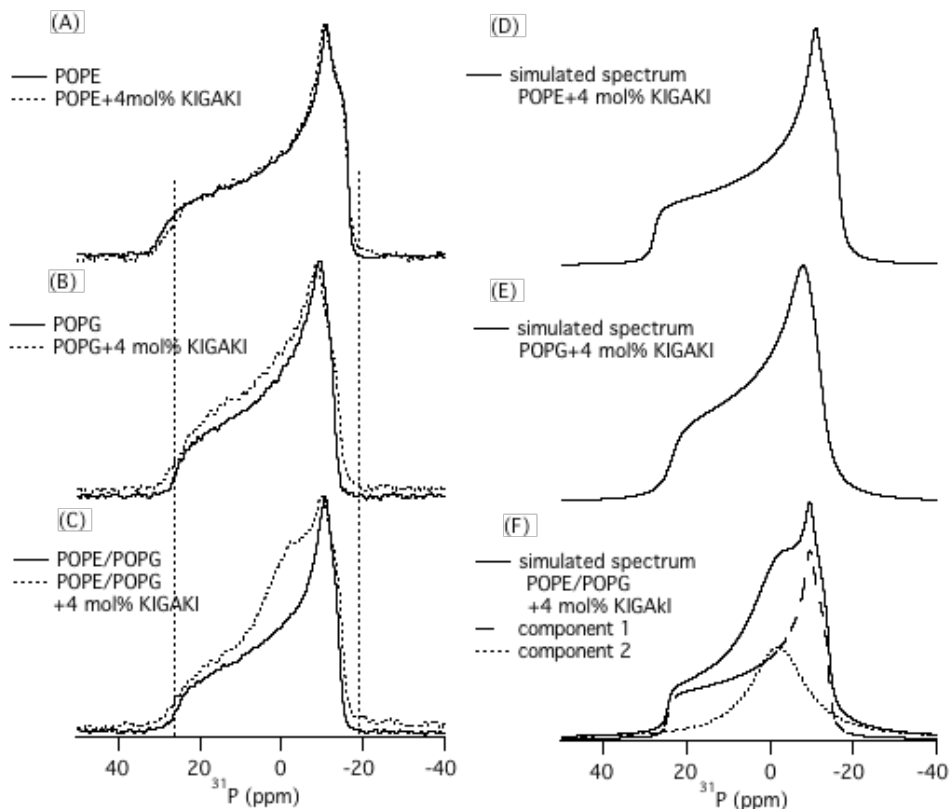 (A)
POPE
POPE+4mol% KIGAKI
(B)
POPG
POPG+4 mol% KIGAKI
(C)
POPE/POPG
POPE/POPG
+4 mol% KIGAKI
40 20 0 -20 -40
31P (ppm)
(D)
simulated spectrum
POPE+4 mol% KIGAKI
(E)
simulated spectrum
POPG+4 mol% KIGAKI
(F)
simulated spectrum
POPE/POPG
+4 mol% KIGAkI
component 1
component 2
40 20 0 -20 -40
31P (ppm)